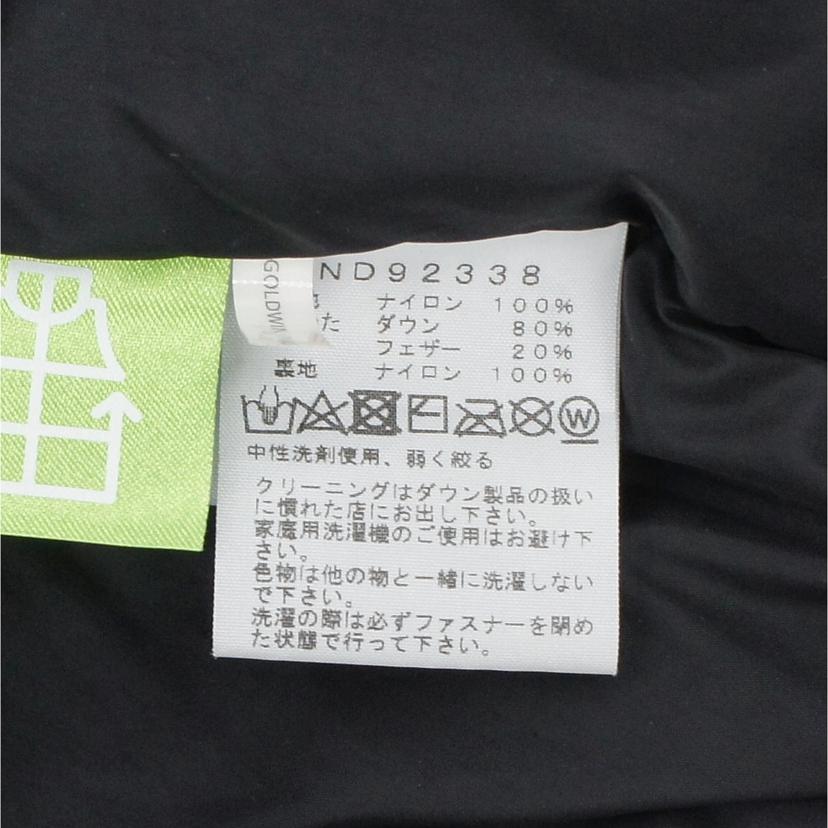 GOLDWIN
ND92338
地 ナイロン 100%
た ダウン 80%
フェザー 20%
裏地 ナイロン 100%
W
中性洗剤使用、弱く絞る
クリーニングはダウン製品の扱い
に慣れた店にお出し下さい。
家庭用洗濯機のご使用はお避け下
さい。
色物は他の物と一緒に洗濯しない
で下さい。
洗濯の際は必ずファスナーを閉め
た状態で行って下さい。